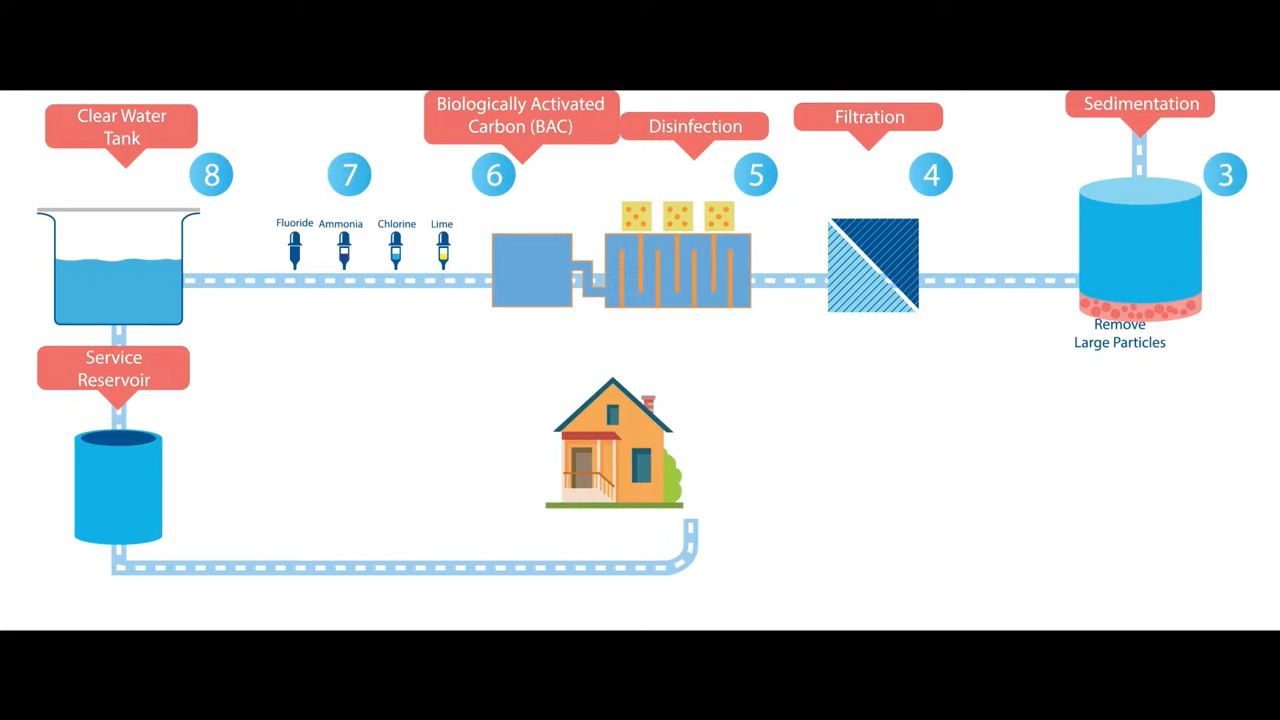 Clear Water
Tank
Biologically Activated
Carbon (BAC)
Disinfection
Filtration
Sedimentation
8
7
6
5
4
3
Fluoride
Ammonia
Chlorine
Lime
Remove
Large Particles
Service
Reservoir